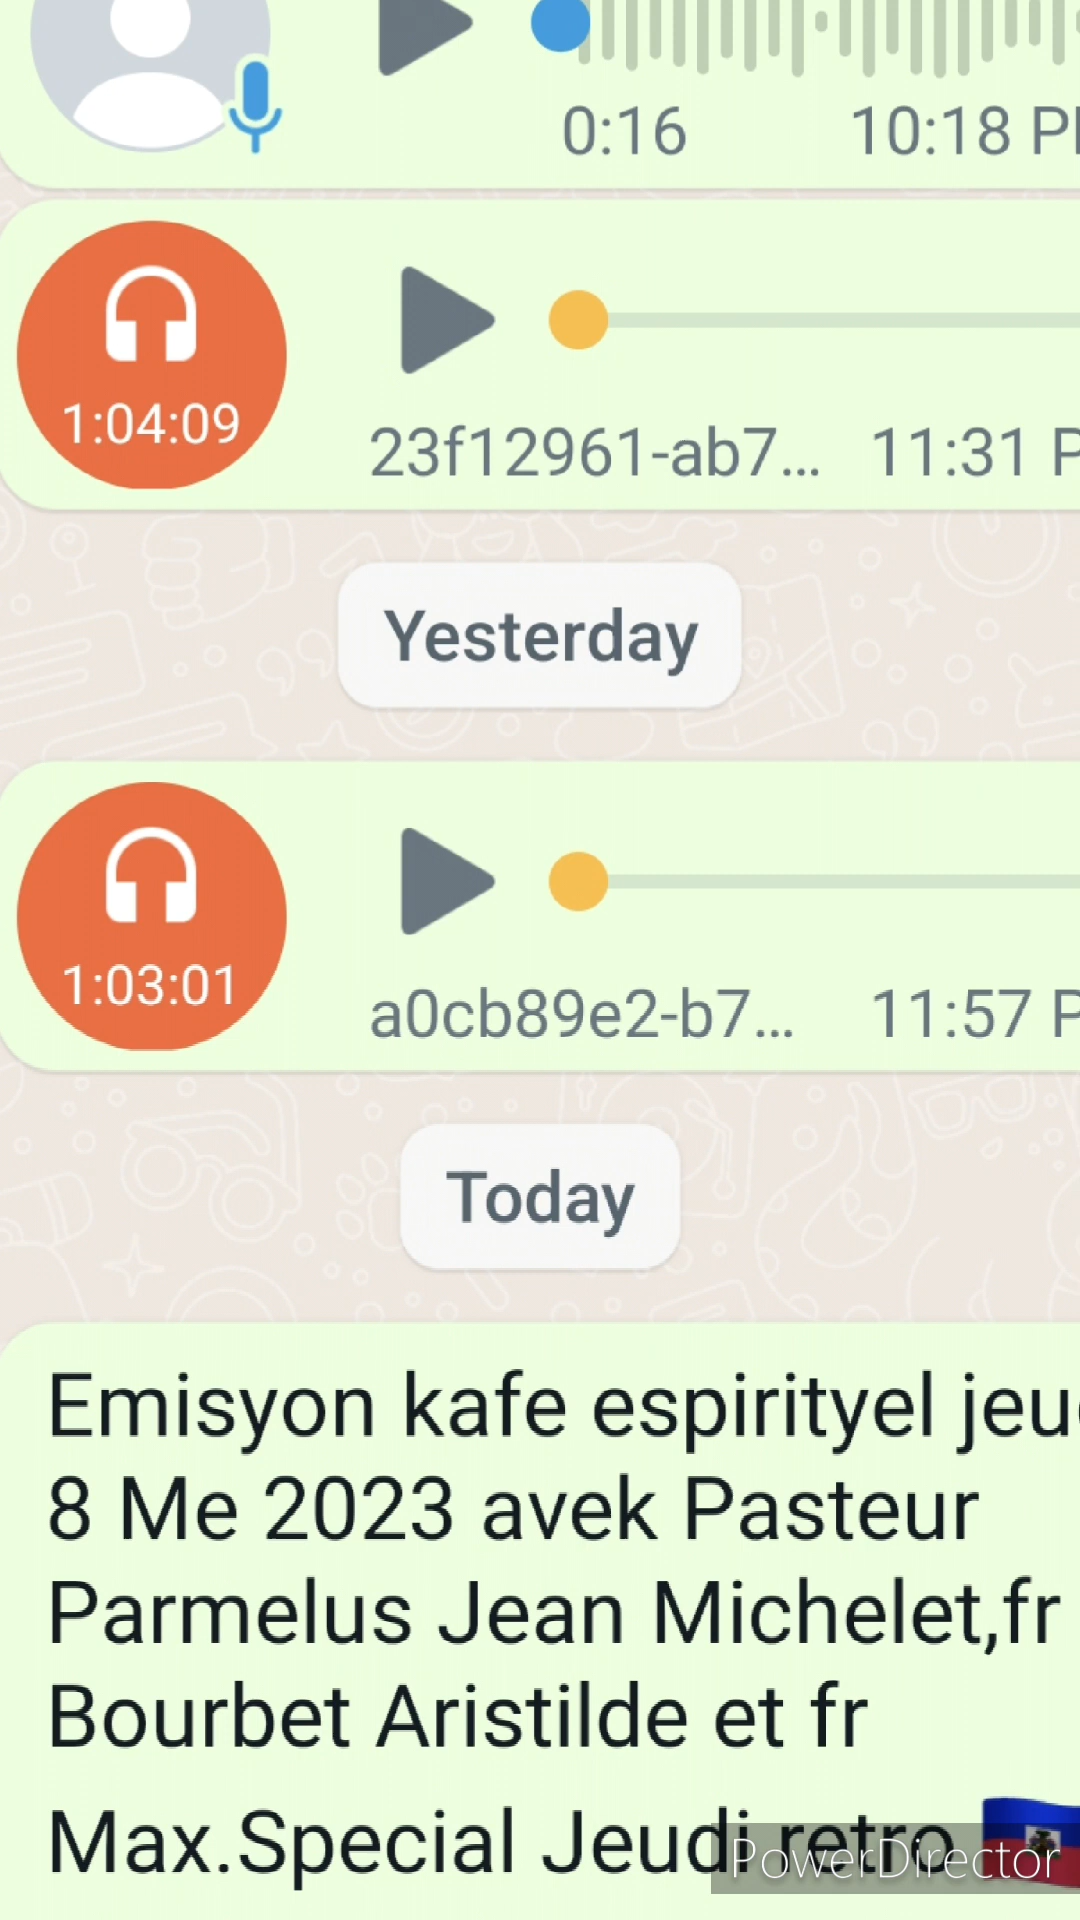 0:16 10:18
1:04:09
23f12961-ab7... 11:31 P
Yesterday
1:03:01
a0cb89e2-b7... 11:57 P
Today
Emisyon kafe espirityel
8 Me 2023 avek Pasteur
Parmelus Jean Michelet,fr
Bourbet Aristilde et fr
Max.Special Jeudi retro 🇭🇹
PowerDirector